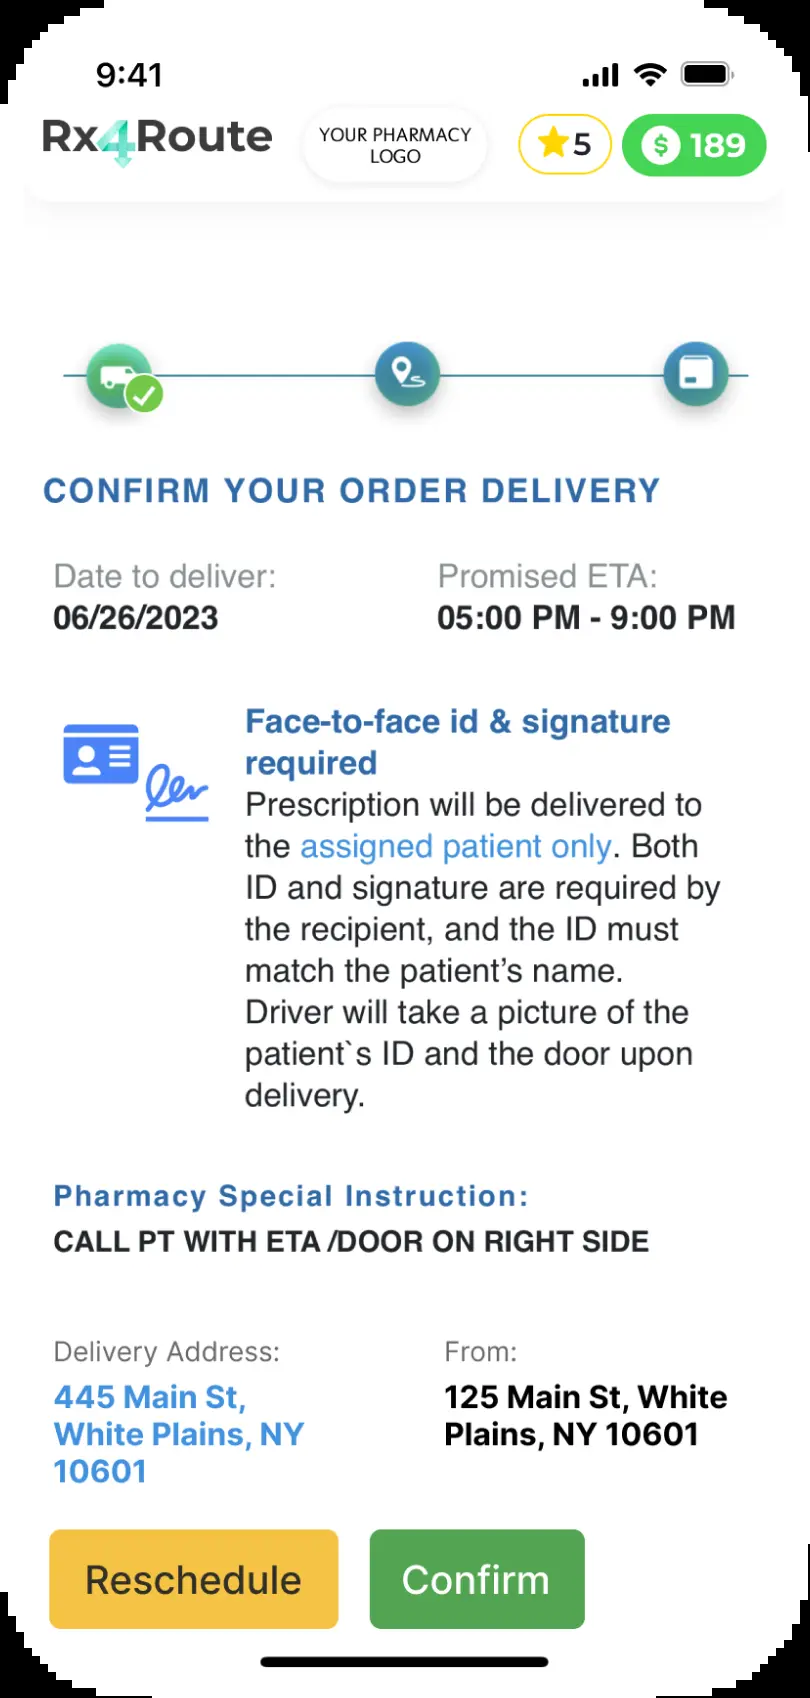 9:41
Rx4Route
YOUR PHARMACY
LOGO
5
$ 189
CONFIRM YOUR ORDER DELIVERY
Date to deliver:
06/26/2023
Promised ETA:
05:00 PM - 9:00 PM
Face-to-face id & signature
required
Prescription will be delivered to
the assigned patient only. Both
ID and signature are required by
the recipient, and the ID must
match the patient’s name.
Driver will take a picture of the
patient`s ID and the door upon
delivery.
Pharmacy Special Instruction:
CALL PT WITH ETA /DOOR ON RIGHT SIDE
Delivery Address:
445 Main St,
White Plains, NY
10601
From:
125 Main St, White
Plains, NY 10601
Reschedule
Confirm